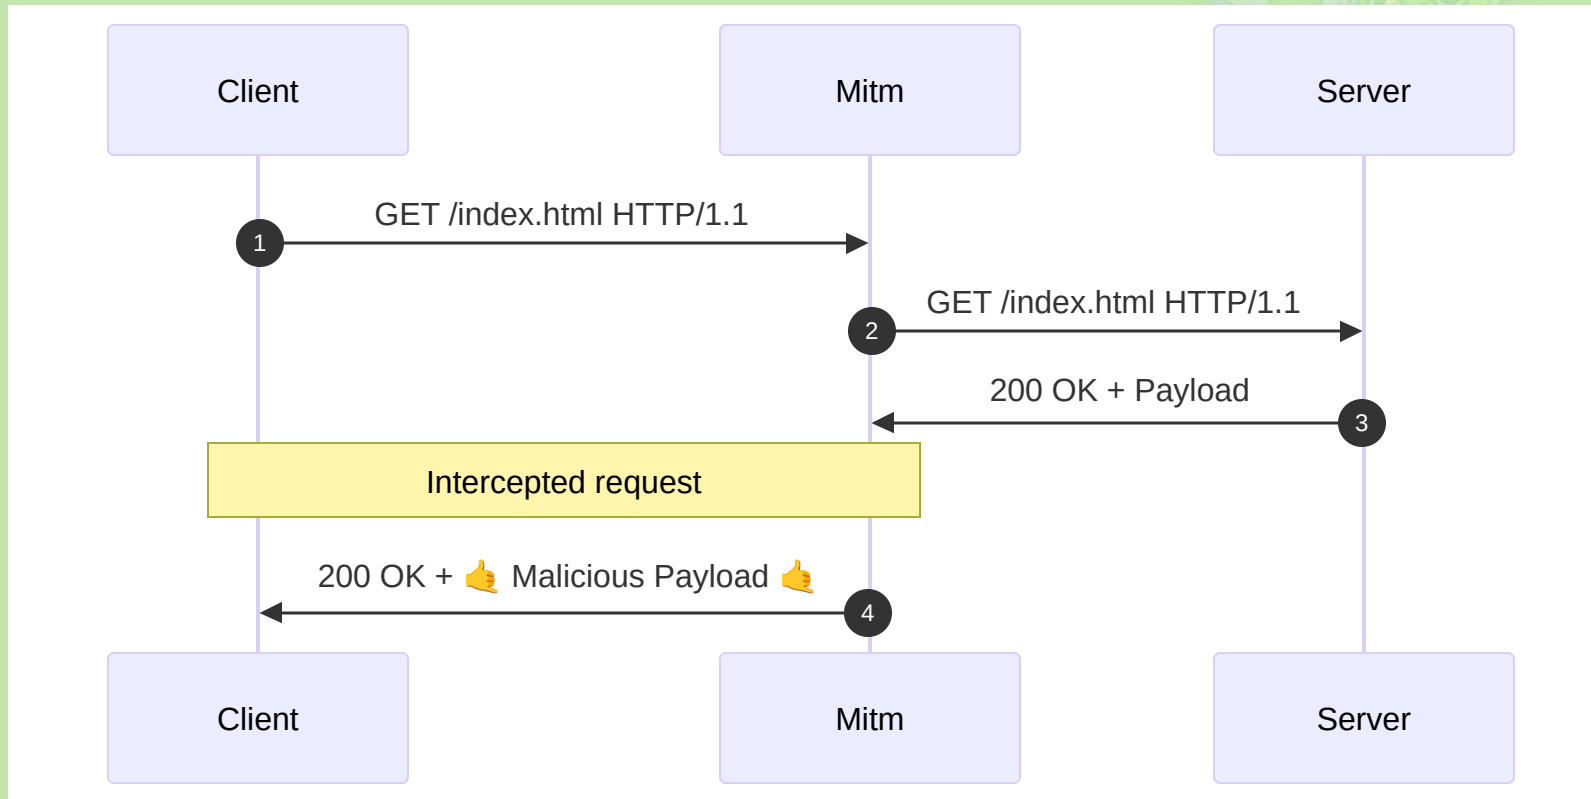 Client
Mitm
Server
GET /index.html HTTP/1.1
1
GET /index.html HTTP/1.1
2
200 OK + Payload
3
Intercepted request
200 OK + 🤙 Malicious Payload 🤙
4
Client
Mitm
Server